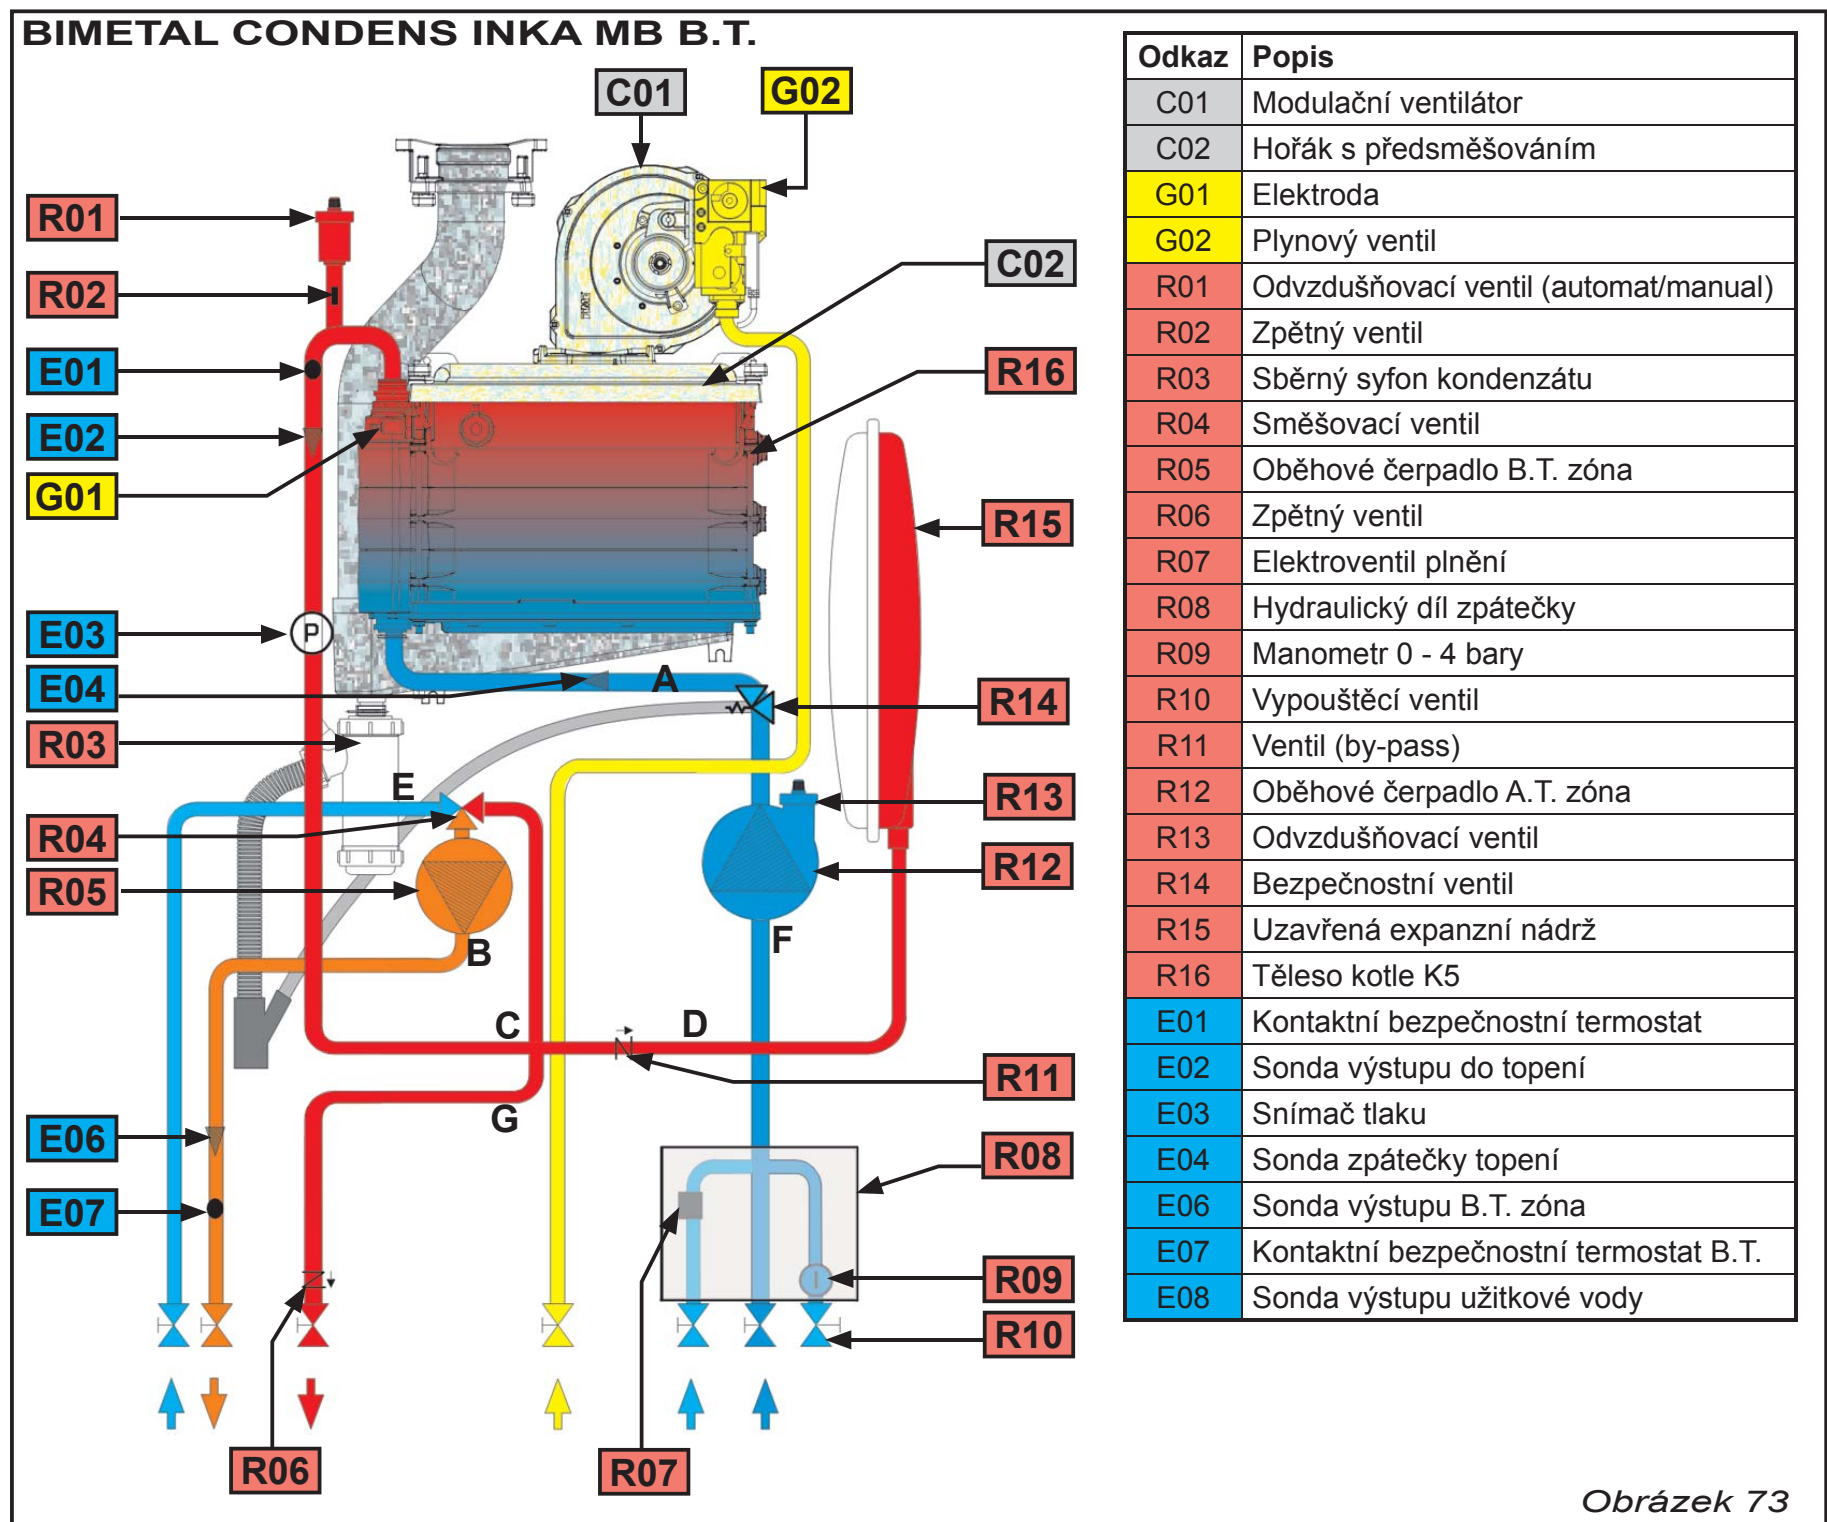 BIMETAL CONDENS INKA MB B.T.
C01
G02
R01
C02
R02
E01
R16
E02
G01
R15
E03
P
E04
A
R14
R03
E
R13
R04
R12
R05
B
F
C
D
R11
G
E06
R08
E07
R09
R10
R06
R07
Odkaz Popis
C01 Modulační ventilátor
C02 Hořák s předsměšováním
G01 Elektroda
G02 Plynový ventil
R01 Odvzdušňovací ventil (automat/manual)
R02 Zpětný ventil
R03 Sběrný syfon kondenzátu
R04 Směšovací ventil
R05 Oběhové čerpadlo B.T. zóna
R06 Zpětný ventil
R07 Elektroventil plnění
R08 Hydraulický díl zpátečky
R09 Manometr 0 - 4 bary
R10 Vypouštěcí ventil
R11 Ventil (by-pass)
R12 Oběhové čerpadlo A.T. zóna
R13 Odvzdušňovací ventil
R14 Bezpečnostní ventil
R15 Uzavřená expanzní nádrž
R16 Těleso kotle K5
E01 Kontaktní bezpečnostní termostat
E02 Sonda výstupu do topení
E03 Snímač tlaku
E04 Sonda zpátečky topení
E06 Sonda výstupu B.T. zóna
E07 Kontaktní bezpečnostní termostat B.T.
E08 Sonda výstupu užitkové vody
Obrázek 73